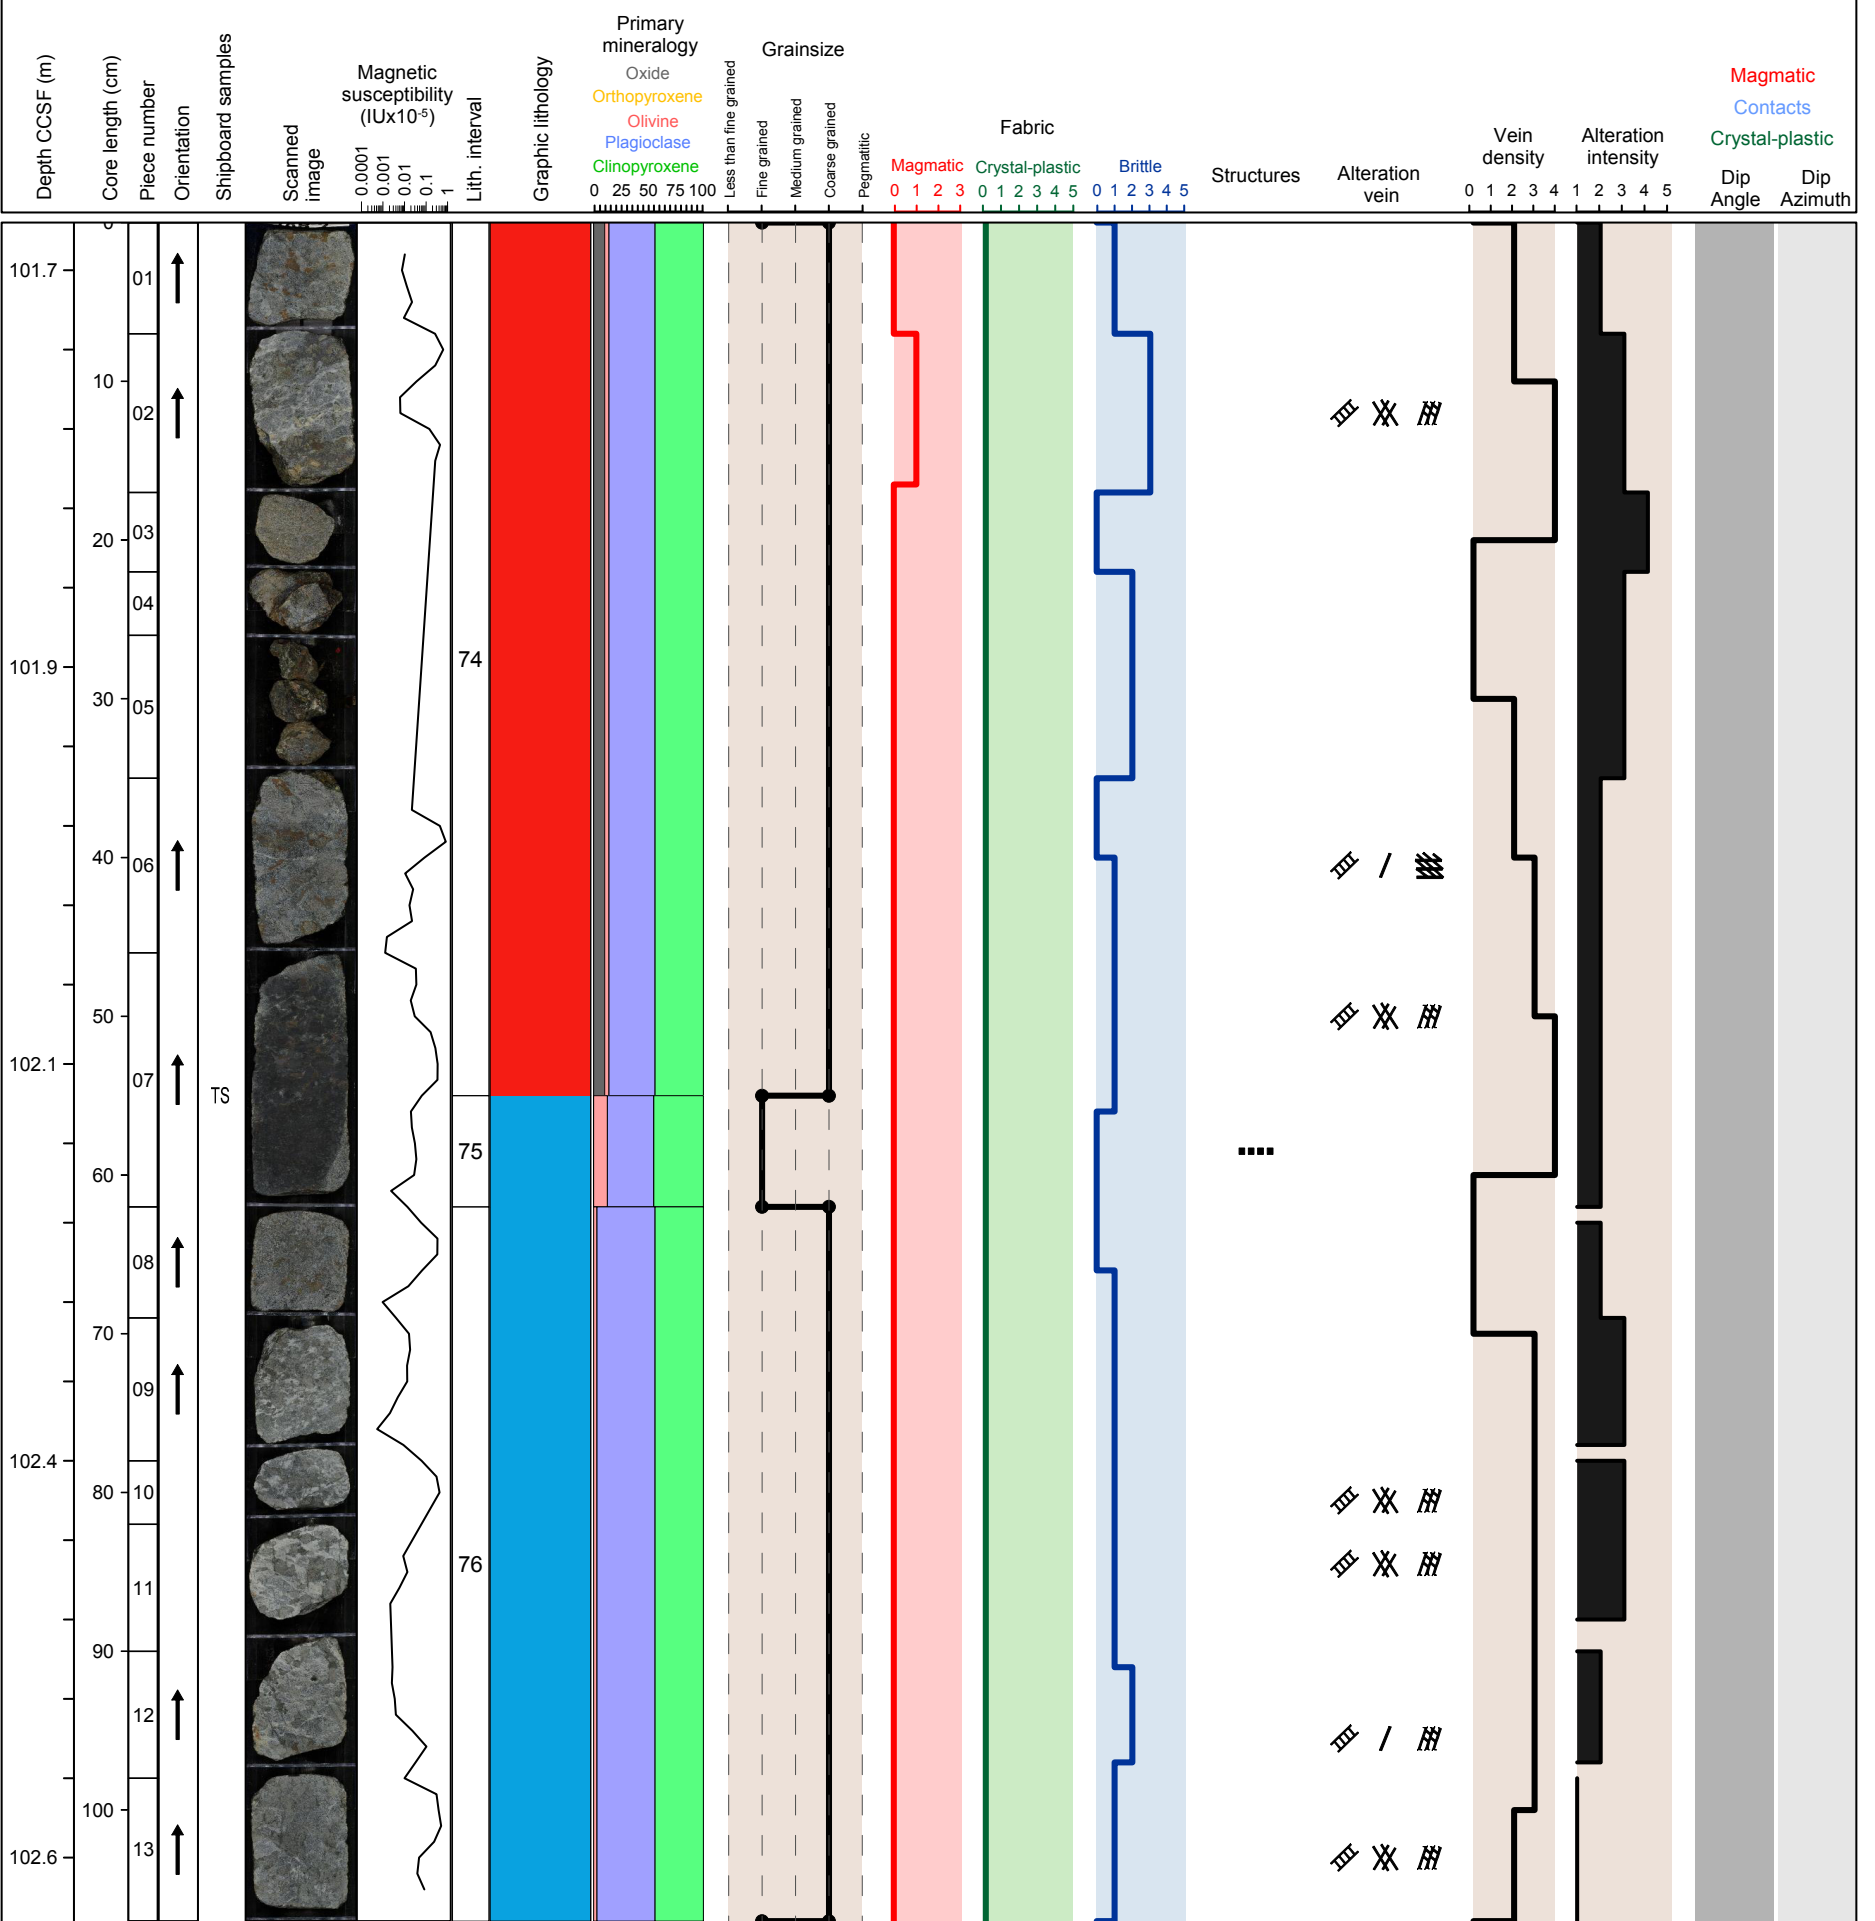 Depth CCSF (m)
Core length (cm)
Piece number
Orientation
Shipboard samples
Scanned
image
Magnetic
susceptibility
(IUx10-5)
0.0001
0.001
0.01
0.1
1
Lith. interval
Graphic lithology
Primary
mineralogy
Oxide
Orthopyroxene
Olivine
Plagioclase
Clinopyroxene
0 25 50 75 100
Grainsize
Less than fine grained
Fine grained
Medium grained
Coarse grained
Pegmatitic
Fabric
Magmatic
0 1 2 3
Crystal-plastic
0 1 2 3 4 5
Brittle
0 1 2 3 4 5
Structures
Alteration
vein
Vein
density
0 1 2 3 4
Alteration
intensity
1 2 3 4 5
Magmatic
Contacts
Crystal-plastic
Dip
Angle
Dip
Azimuth
0
101.7
01
10
02
03
20
04
101.9
74
30
05
40
06
50
102.1
07
TS
75
60
08
70
09
102.4
80
10
76
11
90
12
100
102.6
13